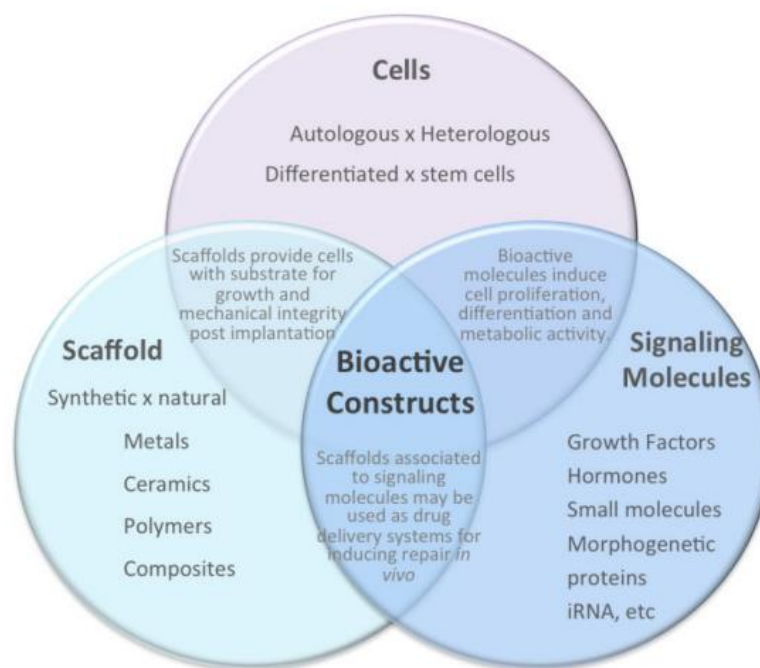 Cells
Autologous x Heterologous
Differentiated x stem cells
Scaffolds provide cells
with substrate for
growth and
mechanical integrity
post implantation
Bioactive
molecules induce
cell proliferation,
differentiation and
metabolic activity.
Scaffold
Synthetic x natural
Metals
Ceramics
Polymers
Composites
Bioactive
Constructs
Scaffolds associated
to signaling
molecules may be
used as drug
delivery systems for
inducing repair in
vivo
Signaling
Molecules
Growth Factors
Hormones
Small molecules
Morphogenetic
proteins
iRNA, etc